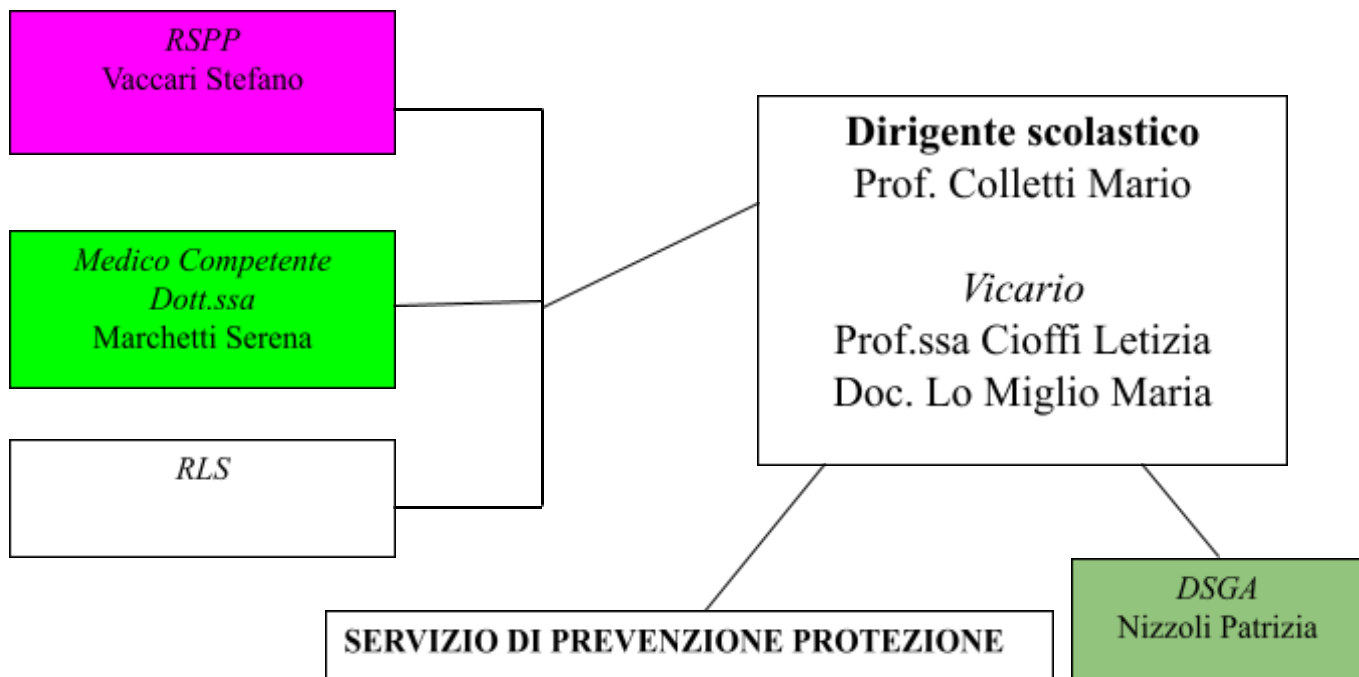 RSPP
Vaccari Stefano
Medico Competente
Dott.ssa
Marchetti Serena
RLS
Dirigente scolastico
Prof. Colletti Mario
Vicario
Prof.ssa Cioffi Letizia
Doc. Lo Miglio Maria
SERVIZIO DI PREVENZIONE PROTEZIONE
DSGA
Nizzoli Patrizia